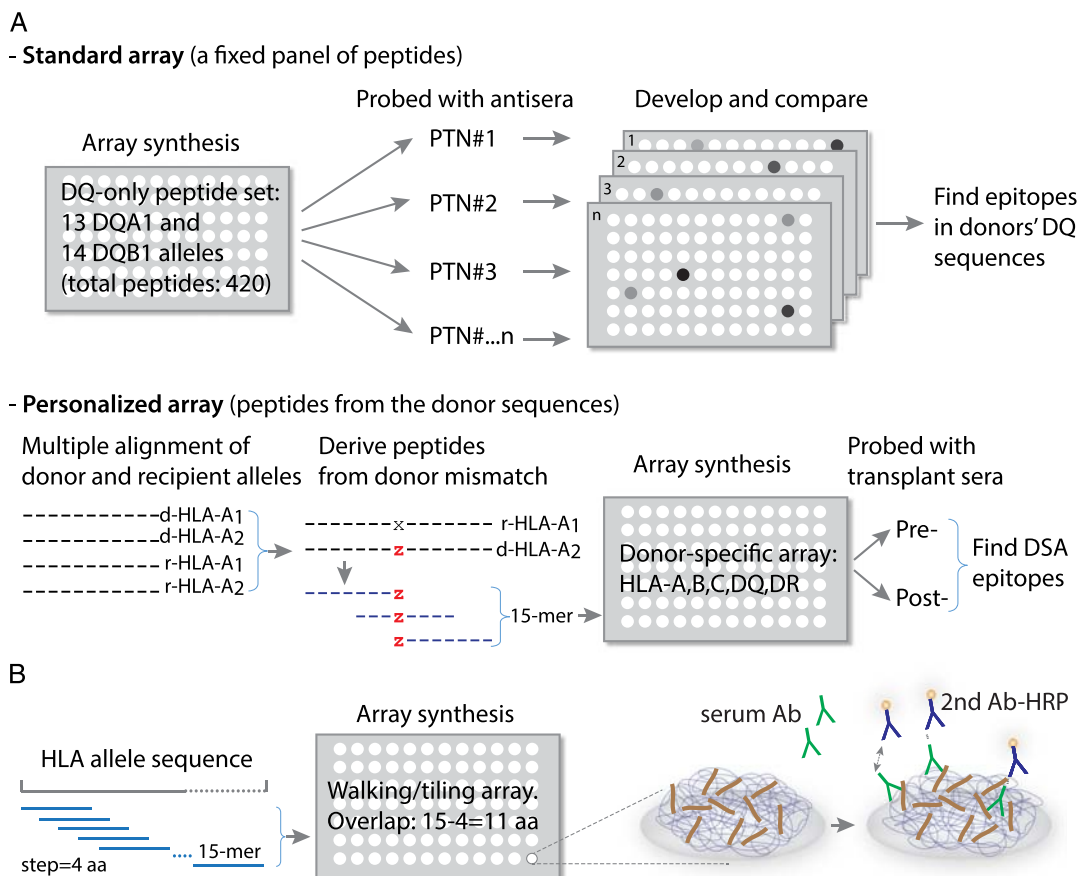 A
- Standard array (a fixed panel of peptides)
Array synthesis
DQ-only peptide set:
13 DQA1 and
14 DQB1 alleles
(total peptides: 420)
Probed with antisera
PTN#1
PTN#2
PTN#3
PTN#...n
Develop and compare
1
2
3
n
Find epitopes
in donors’ DQ
sequences
- Personalized array (peptides from the donor sequences)
Multiple alignment of
donor and recipient alleles
d-HLA-A1
d-HLA-A2
r-HLA-A1
r-HLA-A2
Derive peptides
from donor mismatch
x r-HLA-A1
z d-HLA-A2
z
z
z
15-mer
Array synthesis
Donor-specific array:
HLA-A,B,C,DQ,DR
Probed with
transplant sera
Pre-
Post-
Find DSA
epitopes
B
HLA allele sequence
15-mer
step=4 aa
Array synthesis
Walking/tiling array.
Overlap: 15-4=11 aa
serum Ab
2nd Ab-HRP